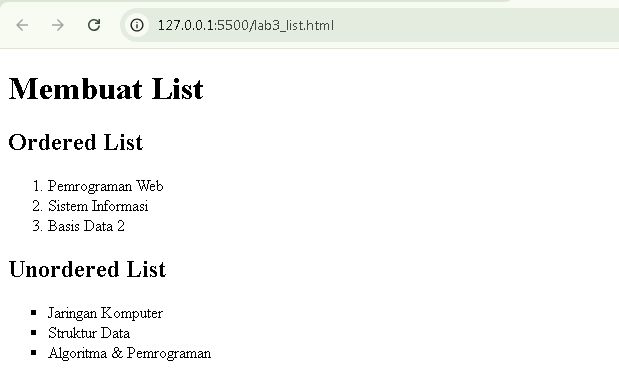 127.0.0.1:5500/lab3_list.html
Membuat List
Ordered List
1. Pemrograman Web
2. Sistem Informasi
3. Basis Data 2
Unordered List
▪ Jaringan Komputer
▪ Struktur Data
▪ Algoritma & Pemrograman